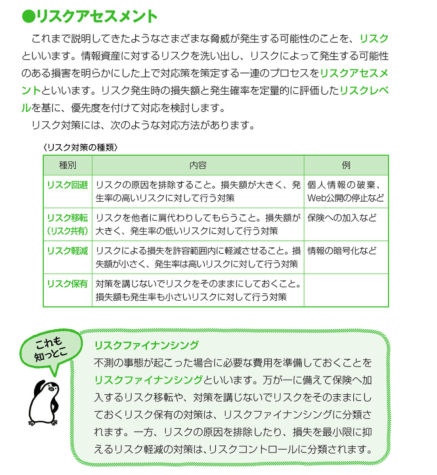 ●リスクアセスメント
これまで説明してきたようなさまざまな脅威が発生する可能性のことを、リスク
といいます。情報資産に対するリスクを洗い出し、リスクによって発生する可能性
のある損害を明らかにした上で対応策を策定する一連のプロセスをリスクアセスメ
ントといいます。リスク発生時の損失額と発生確率を定量的に評価したリスクレベ
ルを基に、優先度を付けて対応を検討します。
リスク対策には、次のような対応方法があります。
〈リスク対策の種類〉
種別 内容 例
リスク回避 リスクの原因を排除すること。損失額が大きく、発 個人情報の破棄、
生率の高いリスクに対して行う対策 Web公開の停止など
リスク移転 リスクを他者に肩代わりしてもらうこと。損失額が 保険への加入など
(リスク共有) 大きく、発生率の低いリスクに対して行う対策
リスク軽減 リスクによる損失を許容範囲内に軽減させること。損 情報の暗号化など
失額が小さく、発生率は高いリスクに対して行う対策
リスク保有 対策を講じないでリスクをそのままにしておくこと。
損失額も発生率も小さいリスクに対して行う対策
これも
知っとこ
リスクファイナンシング
不測の事態が起こった場合に必要な費用を準備しておくことを
リスクファイナンシングといいます。万が一に備えて保険へ加
入するリスク移転や、対策を講じないでリスクをそのままにし
ておくリスク保有の対策は、リスクファイナンシングに分類さ
れます。一方、リスクの原因を排除したり、損失を最小限に抑
えるリスク軽減の対策は、リスクコントロールに分類されます。